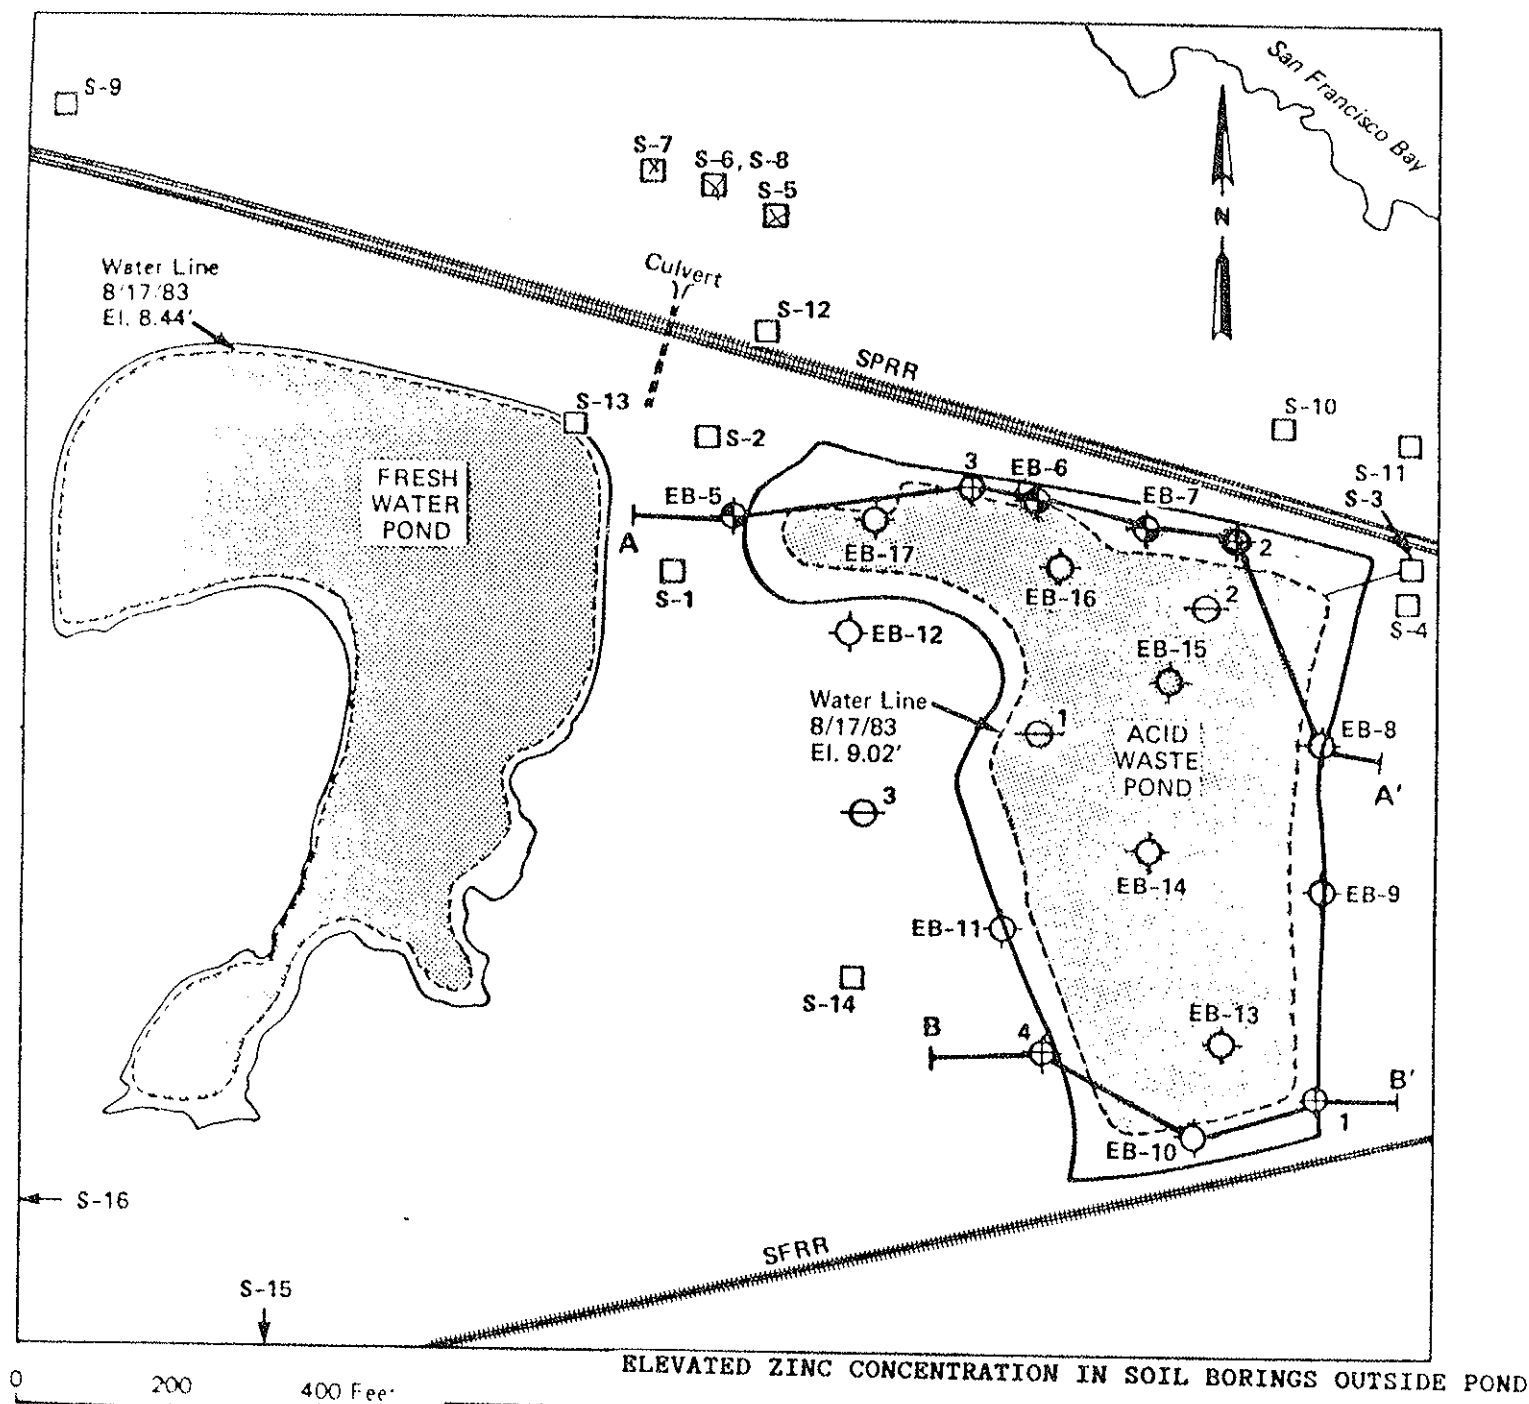 San Francisco Bay
S-9
S-7
S-6, S-8
S-5
N
Water Line
8/17/83
El. 8.44'
Culvert
S-12
SPRR
S-13
S-2
S-10
S-11
S-3
FRESH
WATER
POND
EB-5
3
EB-6
EB-7
2
A
EB-17
S-1
EB-16
2
S-4
EB-12
EB-15
Water Line
8/17/83
El. 9.02'
1
ACID
WASTE
POND
EB-8
A'
3
EB-14
EB-9
EB-11
S-14
EB-13
B
4
B'
1
EB-10
S-16
SFRR
S-15
ELEVATED ZINC CONCENTRATION IN SOIL BORINGS OUTSIDE POND
0 200 400 Feet